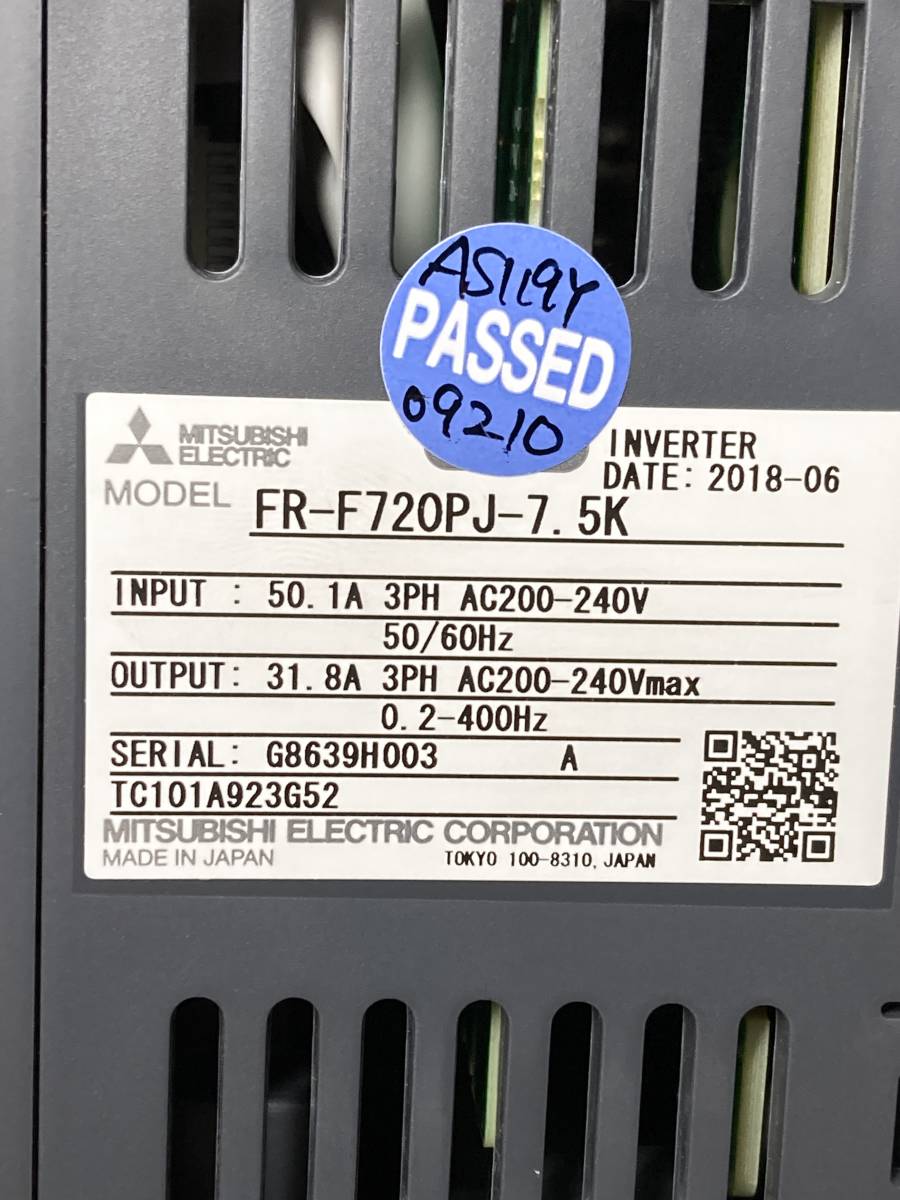 PASSED
09210
MITSUBISHI
ELECTRIC
INVERTER
DATE: 2018-06
MODEL FR-F720PJ-7.5K
INPUT : 50.1A 3PH AC200-240V
50/60Hz
OUTPUT: 31.8A 3PH AC200-240Vmax
0.2-400Hz
SERIAL: G8639H003 A
TC101A923G52
MITSUBISHI ELECTRIC CORPORATION
MADE IN JAPAN TOKYO 100-8310, JAPAN